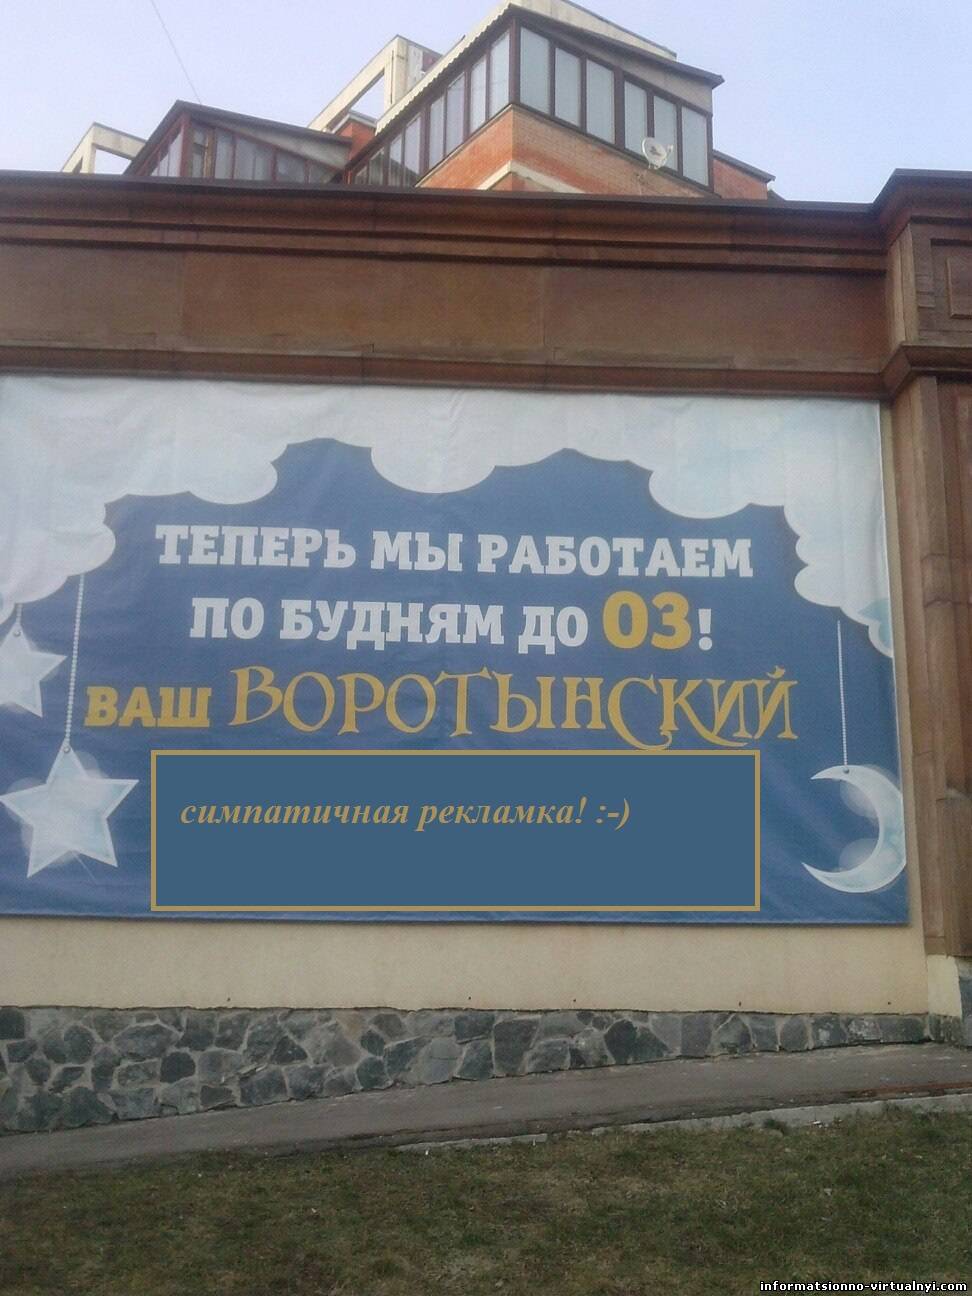 ТЕПЕРЬ МЫ РАБОТАЕМ
ПО БУДНЯМ ДО 03!
ВАШ ВОРОТЫНСКИЙ
симпатичная рекламка! :-)
informatsionno-virtualnyi.com